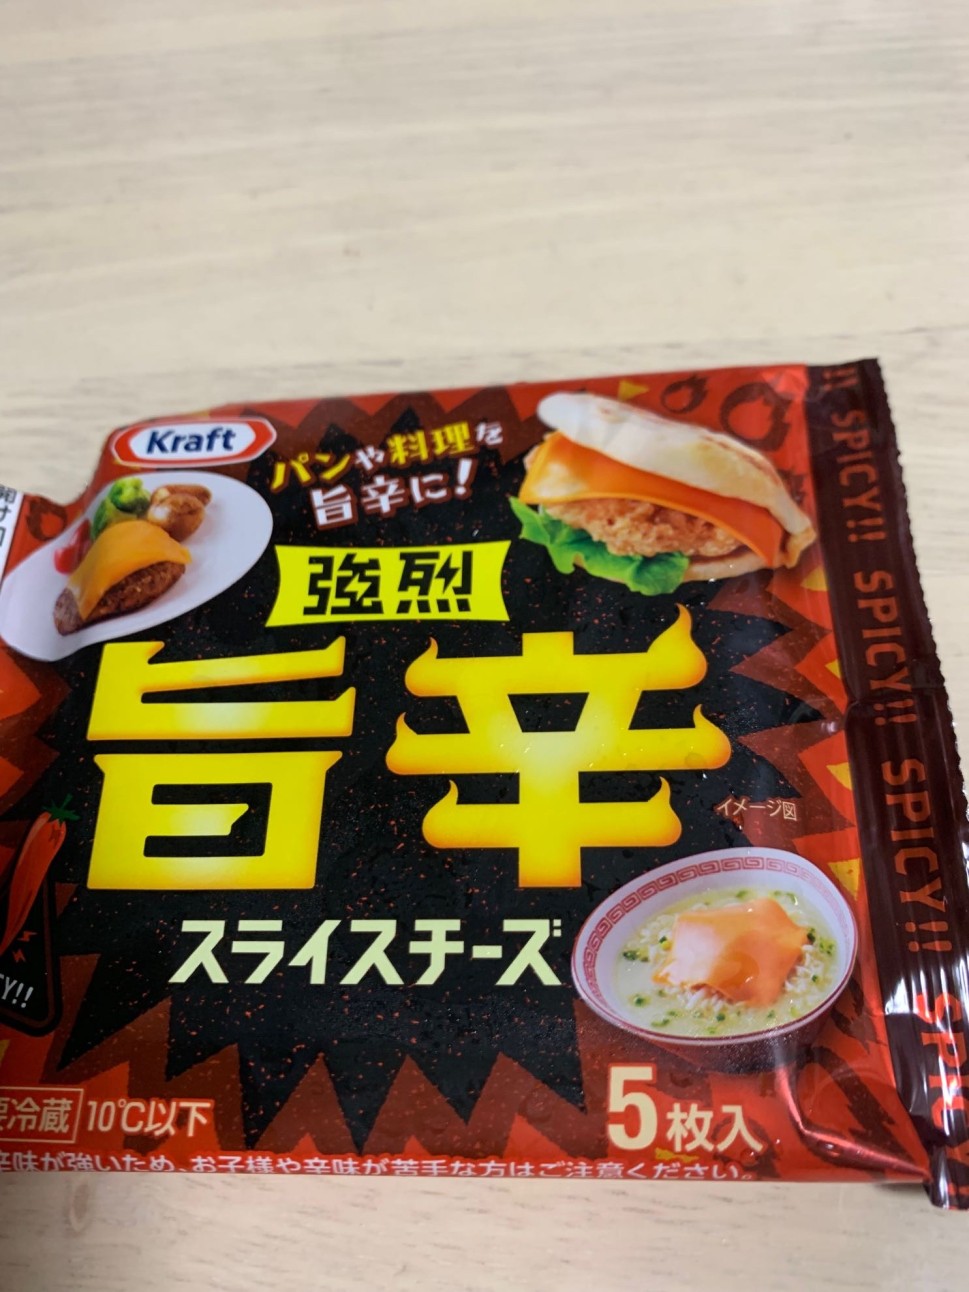 Kraft
パンや料理を
旨辛に!
強烈
旨辛
スライスチーズ
イメージ図
要冷蔵 10℃以下
5枚入
辛味が強いため、お子様や辛味が苦手な方はご注意ください。
SPICY!! SPICY!! SPICY!! SPICY!!
Y!!